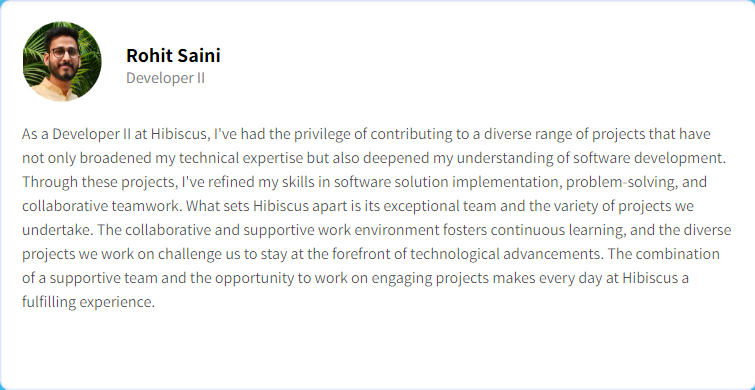 Rohit Saini
Developer II
As a Developer II at Hibiscus, I've had the privilege of contributing to a diverse range of projects that have
not only broadened my technical expertise but also deepened my understanding of software development.
Through these projects, I've refined my skills in software solution implementation, problem-solving, and
collaborative teamwork. What sets Hibiscus apart is its exceptional team and the variety of projects we
undertake. The collaborative and supportive work environment fosters continuous learning, and the diverse
projects we work on challenge us to stay at the forefront of technological advancements. The combination
of a supportive team and the opportunity to work on engaging projects makes every day at Hibiscus a
fulfilling experience.